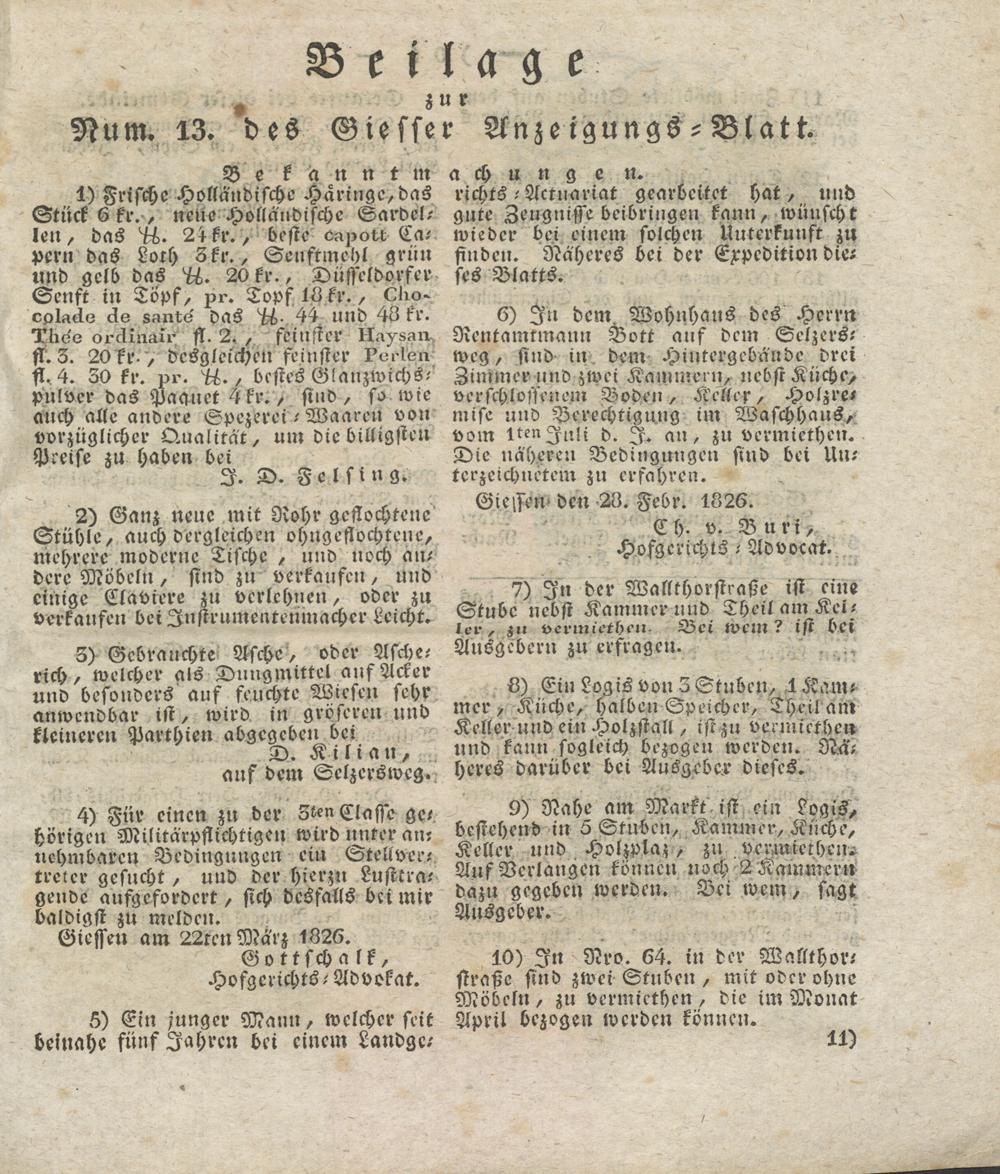 Beilage
zur
Num. 13. des Giesser Anzeigungs-Blatt.
Bekanntmachungen.
1) Frische Holländische Häringe, das
Stück 6 kr., neue Holländische Sardel-
len, das ℔. 24 kr., beste capott Ca-
pern das Loth 3 kr., Senftmehl grün
und gelb das ℔. 20 kr., Düsseldorfer
Senft in Töpf, pr. Topf 18 kr., Cho-
colade de santé das ℔. 44 und 48 kr.
Thée ordinair fl. 2., feinster Haysan
fl. 3. 20 kr., desgleichen feinster Perlen
fl. 4. 30 kr. pr. ℔., bestes Glanzwichs-
pulver das Paquet 4 kr., sind, so wie
auch alle andere Spezerei-Waaren von
vorzüglicher Qualität, um die billigsten
Preise zu haben bei
J. D. Felsing.
2) Ganz neue mit Rohr geflochtene
Stühle, auch dergleichen ohngeflochtene,
mehrere moderne Tische, und noch an-
dere Möbeln, sind zu verkaufen, und
einige Claviere zu verlehnen, oder zu
verkaufen bei Instrumentenmacher Leicht.
3) Gebrauchte Asche, oder Äsche-
rich, welcher als Dungmittel auf Äcker
und besonders auf feuchte Wiesen sehr
anwendbar ist, wird in gröseren und
kleineren Parthien abgegeben bei
D. Kilian,
auf dem Selzersweg.
4) Für einen zu der 3ten Classe ge-
hörigen Militärpflichtigen wird unter an-
nehmbaren Bedingungen ein Stellver-
treter gesucht, und der hierzu Lusttra-
gende aufgefordert, sich desfalls bei mir
baldigst zu melden.
Giessen am 22ten März 1826.
Gottschalk,
Hofgerichts-Advokat.
5) Ein junger Mann, welcher seit
beinahe fünf Jahren bei einem Landge-
richts-Actuariat gearbeitet hat, und
gute Zeugnisse beibringen kann, wünscht
wieder bei einem solchen Unterkunft zu
finden. Näheres bei der Expedition die-
ses Blatts.
6) In dem Wohnhaus des Herrn
Rentamtmann Bott auf dem Selzers-
weg, sind in dem Hintergebäude drei
Zimmer und zwei Kammern, nebst Küche,
verschlossenem Boden, Keller, Holzre-
mise und Berechtigung im Waschhaus,
vom 1ten Juli d. J. an, zu vermiethen.
Die näheren Bedingungen sind bei Un-
terzeichnetem zu erfahren.
Giessen den 28. Febr. 1826.
Ch. v. Buri,
Hofgerichts-Advocat.
7) In der Wallthorstraße ist eine
Stube nebst Kammer und Theil am Kel-
ler, zu vermiethen. Bei wem? ist bei
Ausgebern zu erfragen.
8) Ein Logis von 3 Stuben, 1 Kam-
mer, Küche, halben Speicher, Theil am
Keller und ein Holzstall, ist zu vermiethen
und kann sogleich bezogen werden. Nä-
heres darüber bei Ausgeber dieses.
9) Nahe am Markt ist ein Logis,
bestehend in 5 Stuben, Kammer, Küche,
Keller und Holzplaz, zu vermiethen.
Auf Verlangen können noch 2 Kammern
dazu gegeben werden. Bei wem, sagt
Ausgeber.
10) In Nro. 64. in der Wallthor-
straße sind zwei Stuben, mit oder ohne
Möbeln, zu vermiethen, die im Monat
April bezogen werden können.
11)